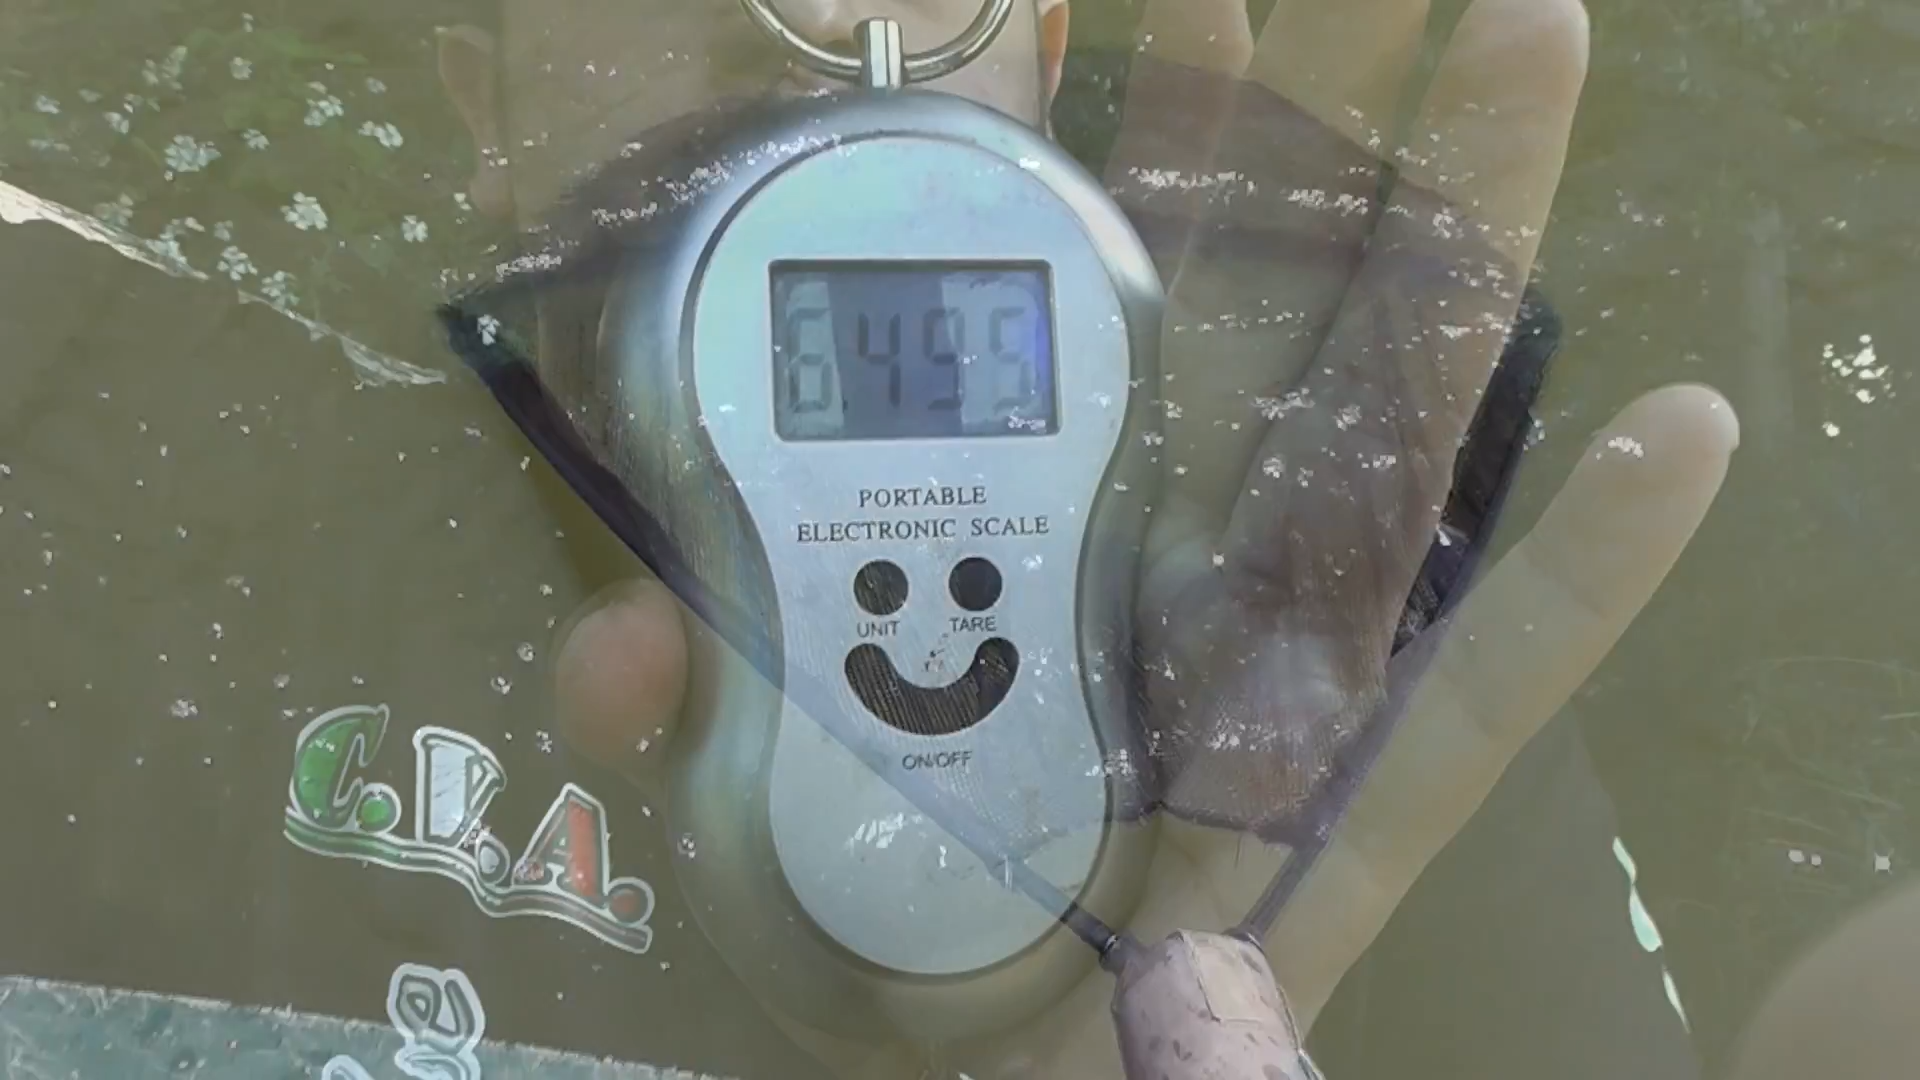 6.495
PORTABLE
ELECTRONIC SCALE
UNIT TARE
ON/OFF
C.V.A.